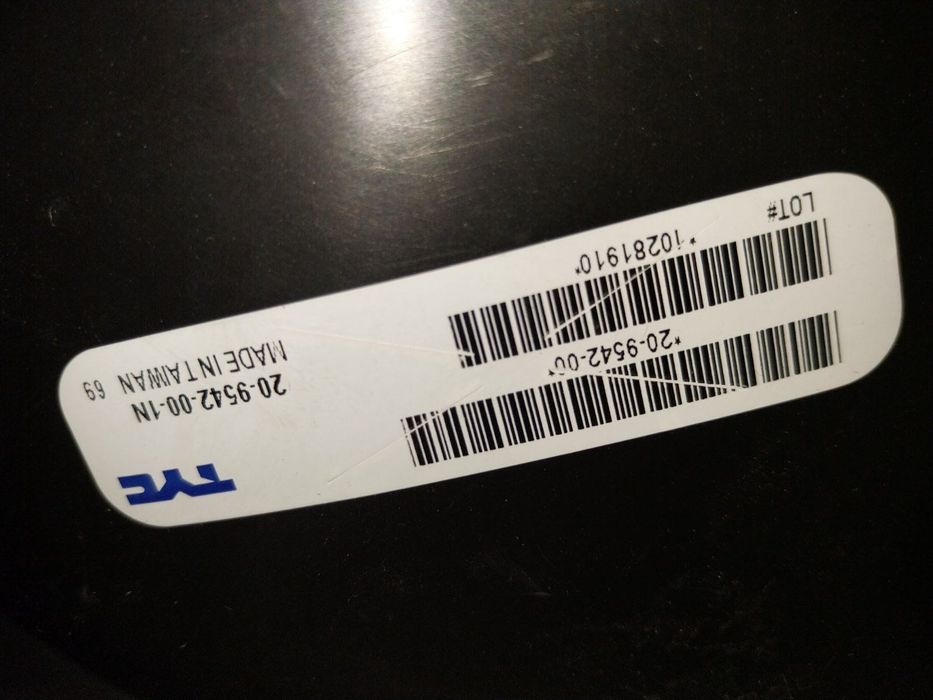 *20-9542-00*
*10281910*
LOT#
TYC
20-9542-00-1N
MADE IN TAIWAN 69